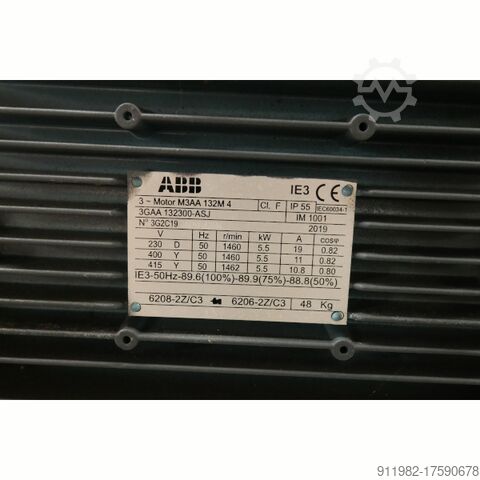 ABB IE3 CE
3 ~ Motor M3AA 132M 4 Cl. F IP 55 IEC60034-1
3GAA 132300-ASJ IM 1001
N° 3G2C19 2019
V Hz r/min kW A cosφ
230 D 50 1460 5.5 19 0.82
400 Y 50 1460 5.5 11 0.82
415 Y 50 1462 5.5 10.8 0.80
IE3-50Hz-89.6(100%)-89.9(75%)-88.8(50%)
6208-2Z/C3 6206-2Z/C3 48 Kg
911982-17590678